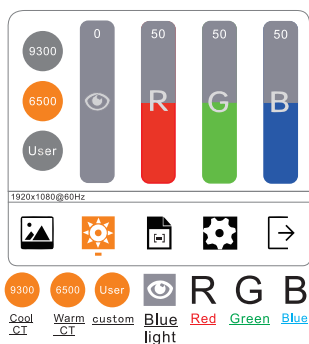 0 50 50 50
9300
6500 R G B
User
1920x1080@60Hz
9300 6500 User R G B
Cool CT Warm CT custom Blue light Red Green Blue